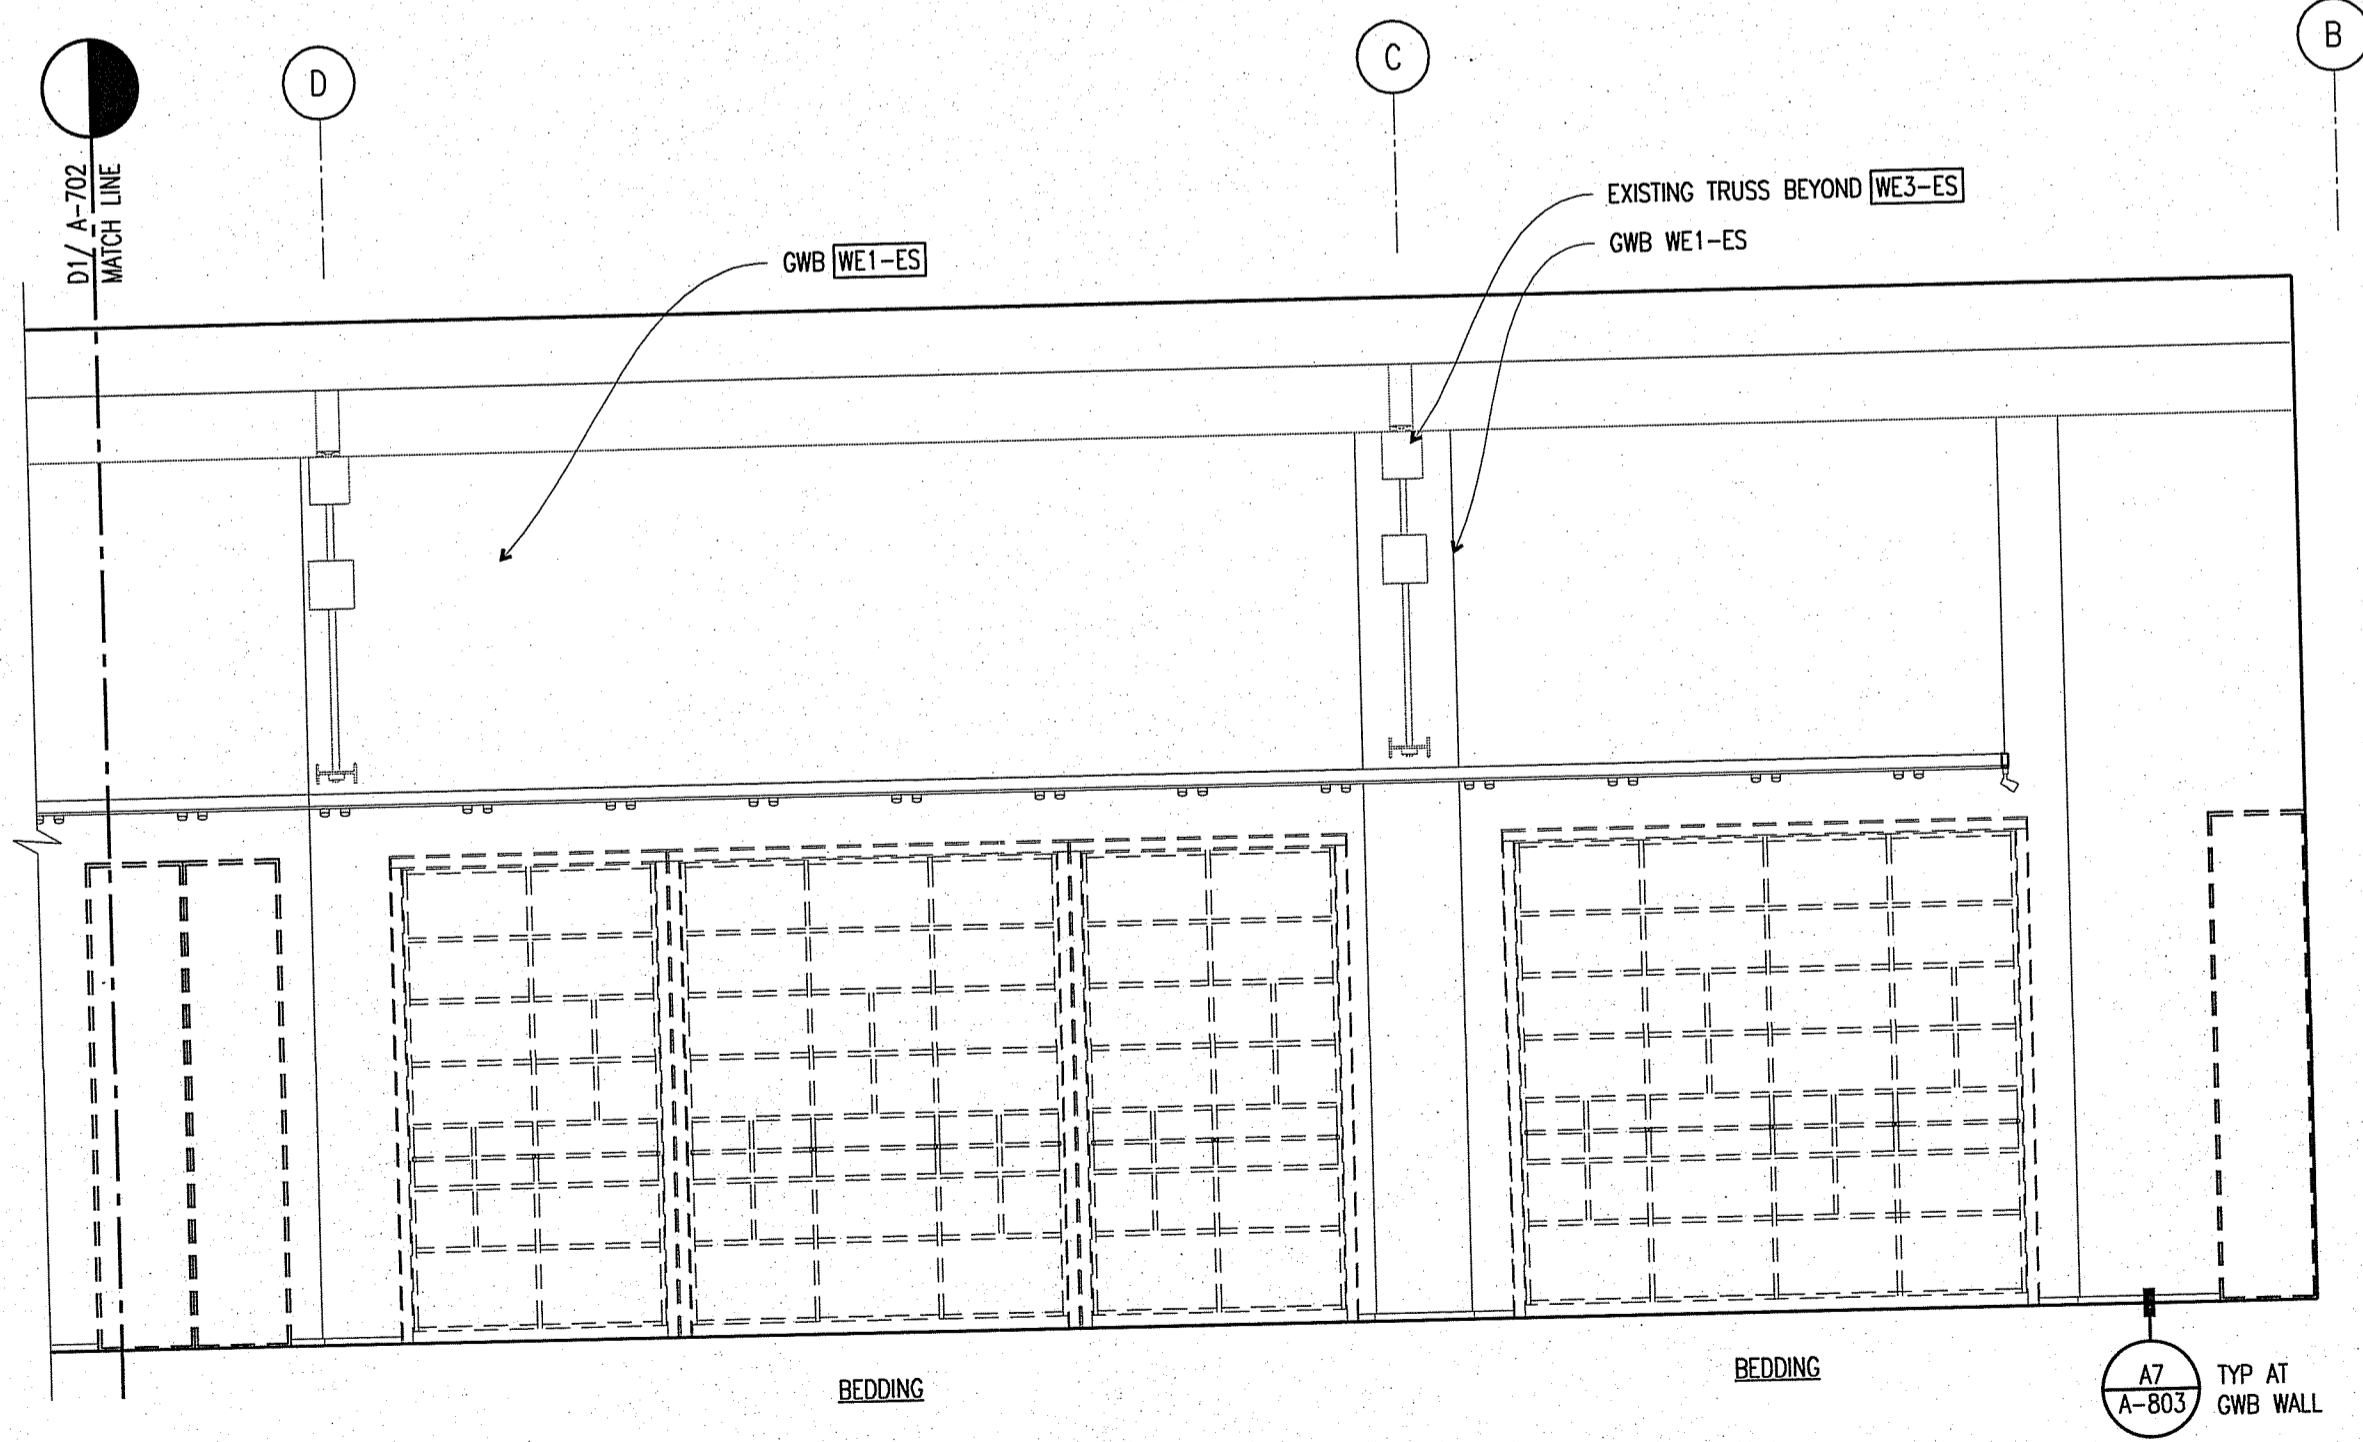 D
C
B
D1/ A-702
MATCH LINE
EXISTING TRUSS BEYOND WE3-ES
GWB WE1-ES
GWB WE1-ES
BEDDING
BEDDING
A7
A-803
TYP AT
GWB WALL